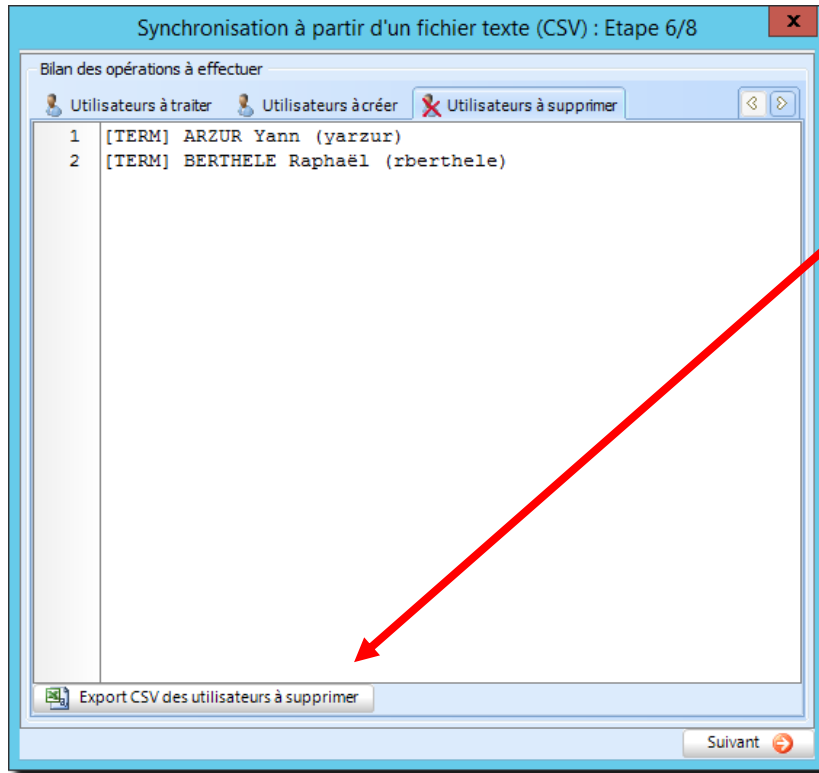 Synchronisation à partir d'un fichier texte (CSV) : Etape 6/8
x
Bilan des opérations à effectuer
Utilisateurs à traiter Utilisateurs à créer Utilisateurs à supprimer
1 [TERM] ARZUR Yann (yarzur)
2 [TERM] BERTHELE Raphaël (rberthele)
Export CSV des utilisateurs à supprimer
Suivant